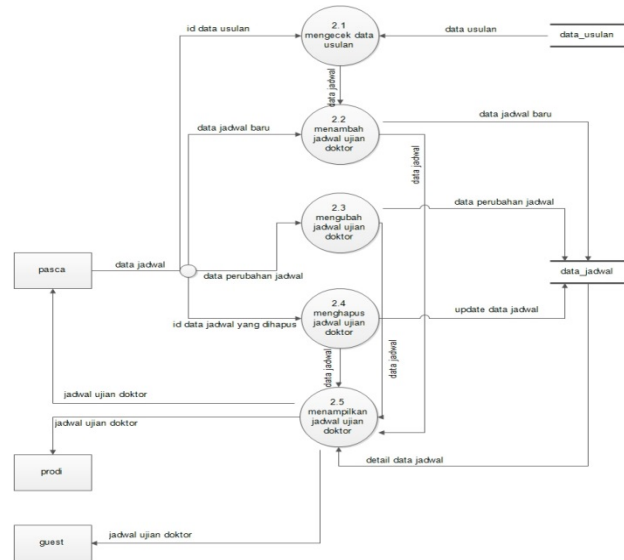 2.1
mengecek data
usulan
id data usulan
data usulan
data_usulan
data jadwal
2.2
menambah
jadwal ujian
doktor
data jadwal baru
data jadwal baru
data jadwal
2.3
mengubah
jadwal ujian
doktor
data perubahan jadwal
pasca
data jadwal
data perubahan jadwal
data_jadwal
2.4
menghapus
jadwal ujian
doktor
id data jadwal yang dihapus
update data jadwal
data jadwal
data jadwal
2.5
menampilkan
jadwal ujian
doktor
jadwal ujian doktor
jadwal ujian doktor
prodi
detail data jadwal
guest
jadwal ujian doktor